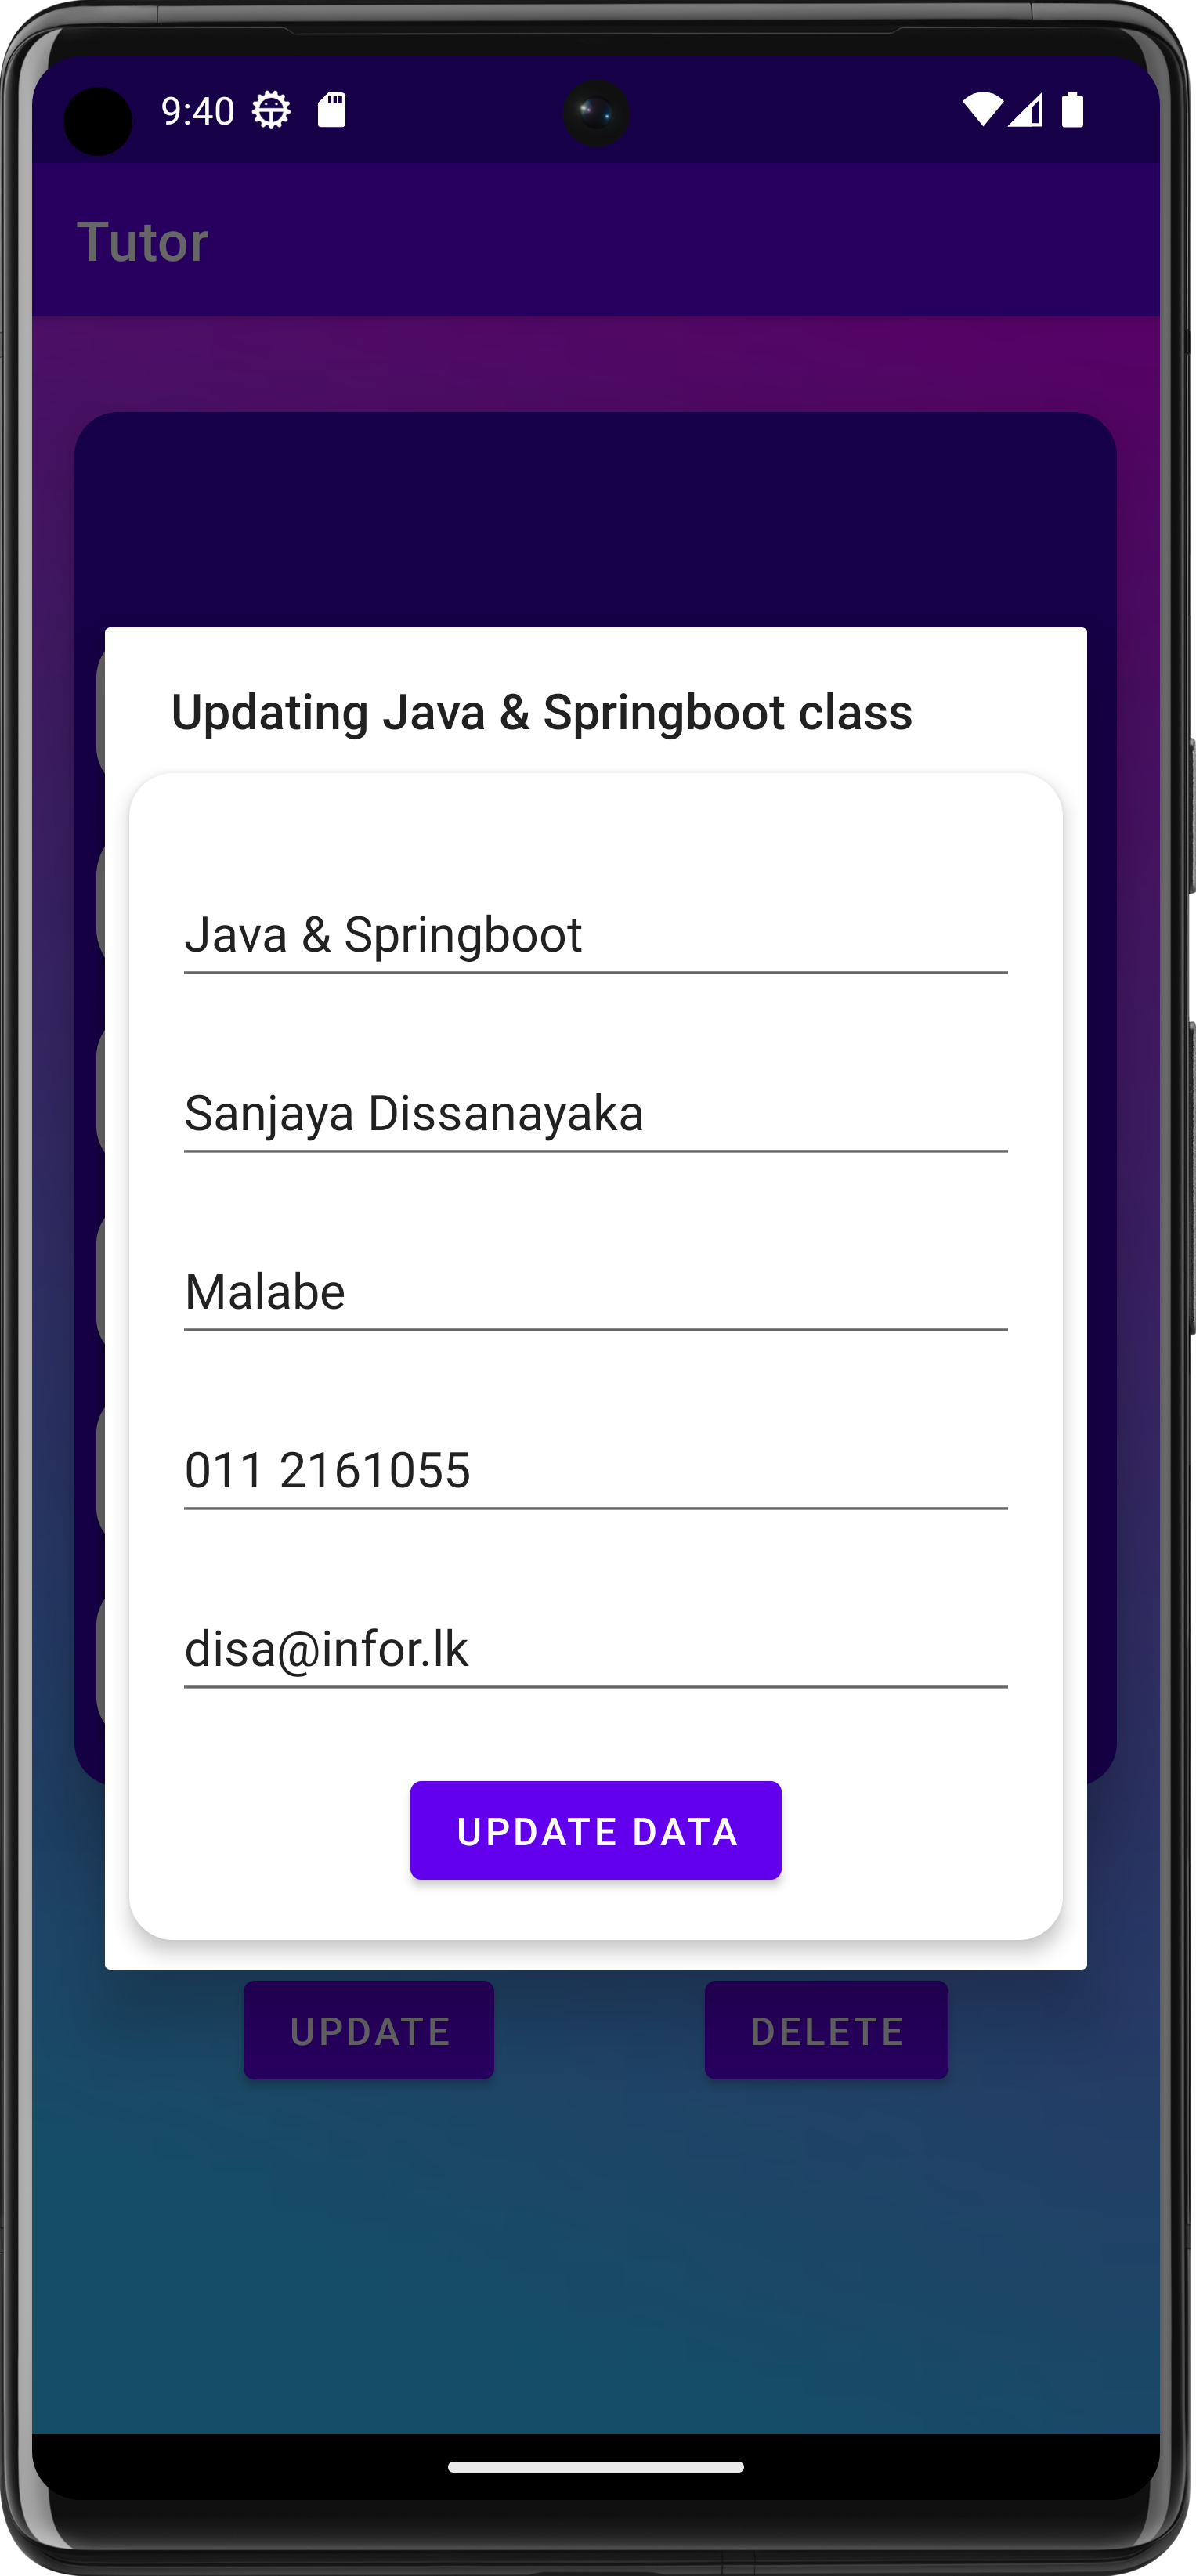 9:40
Tutor
Updating Java & Springboot class
Java & Springboot
Sanjaya Dissanayaka
Malabe
011 2161055
disa@infor.lk
UPDATE DATA
UPDATE DELETE